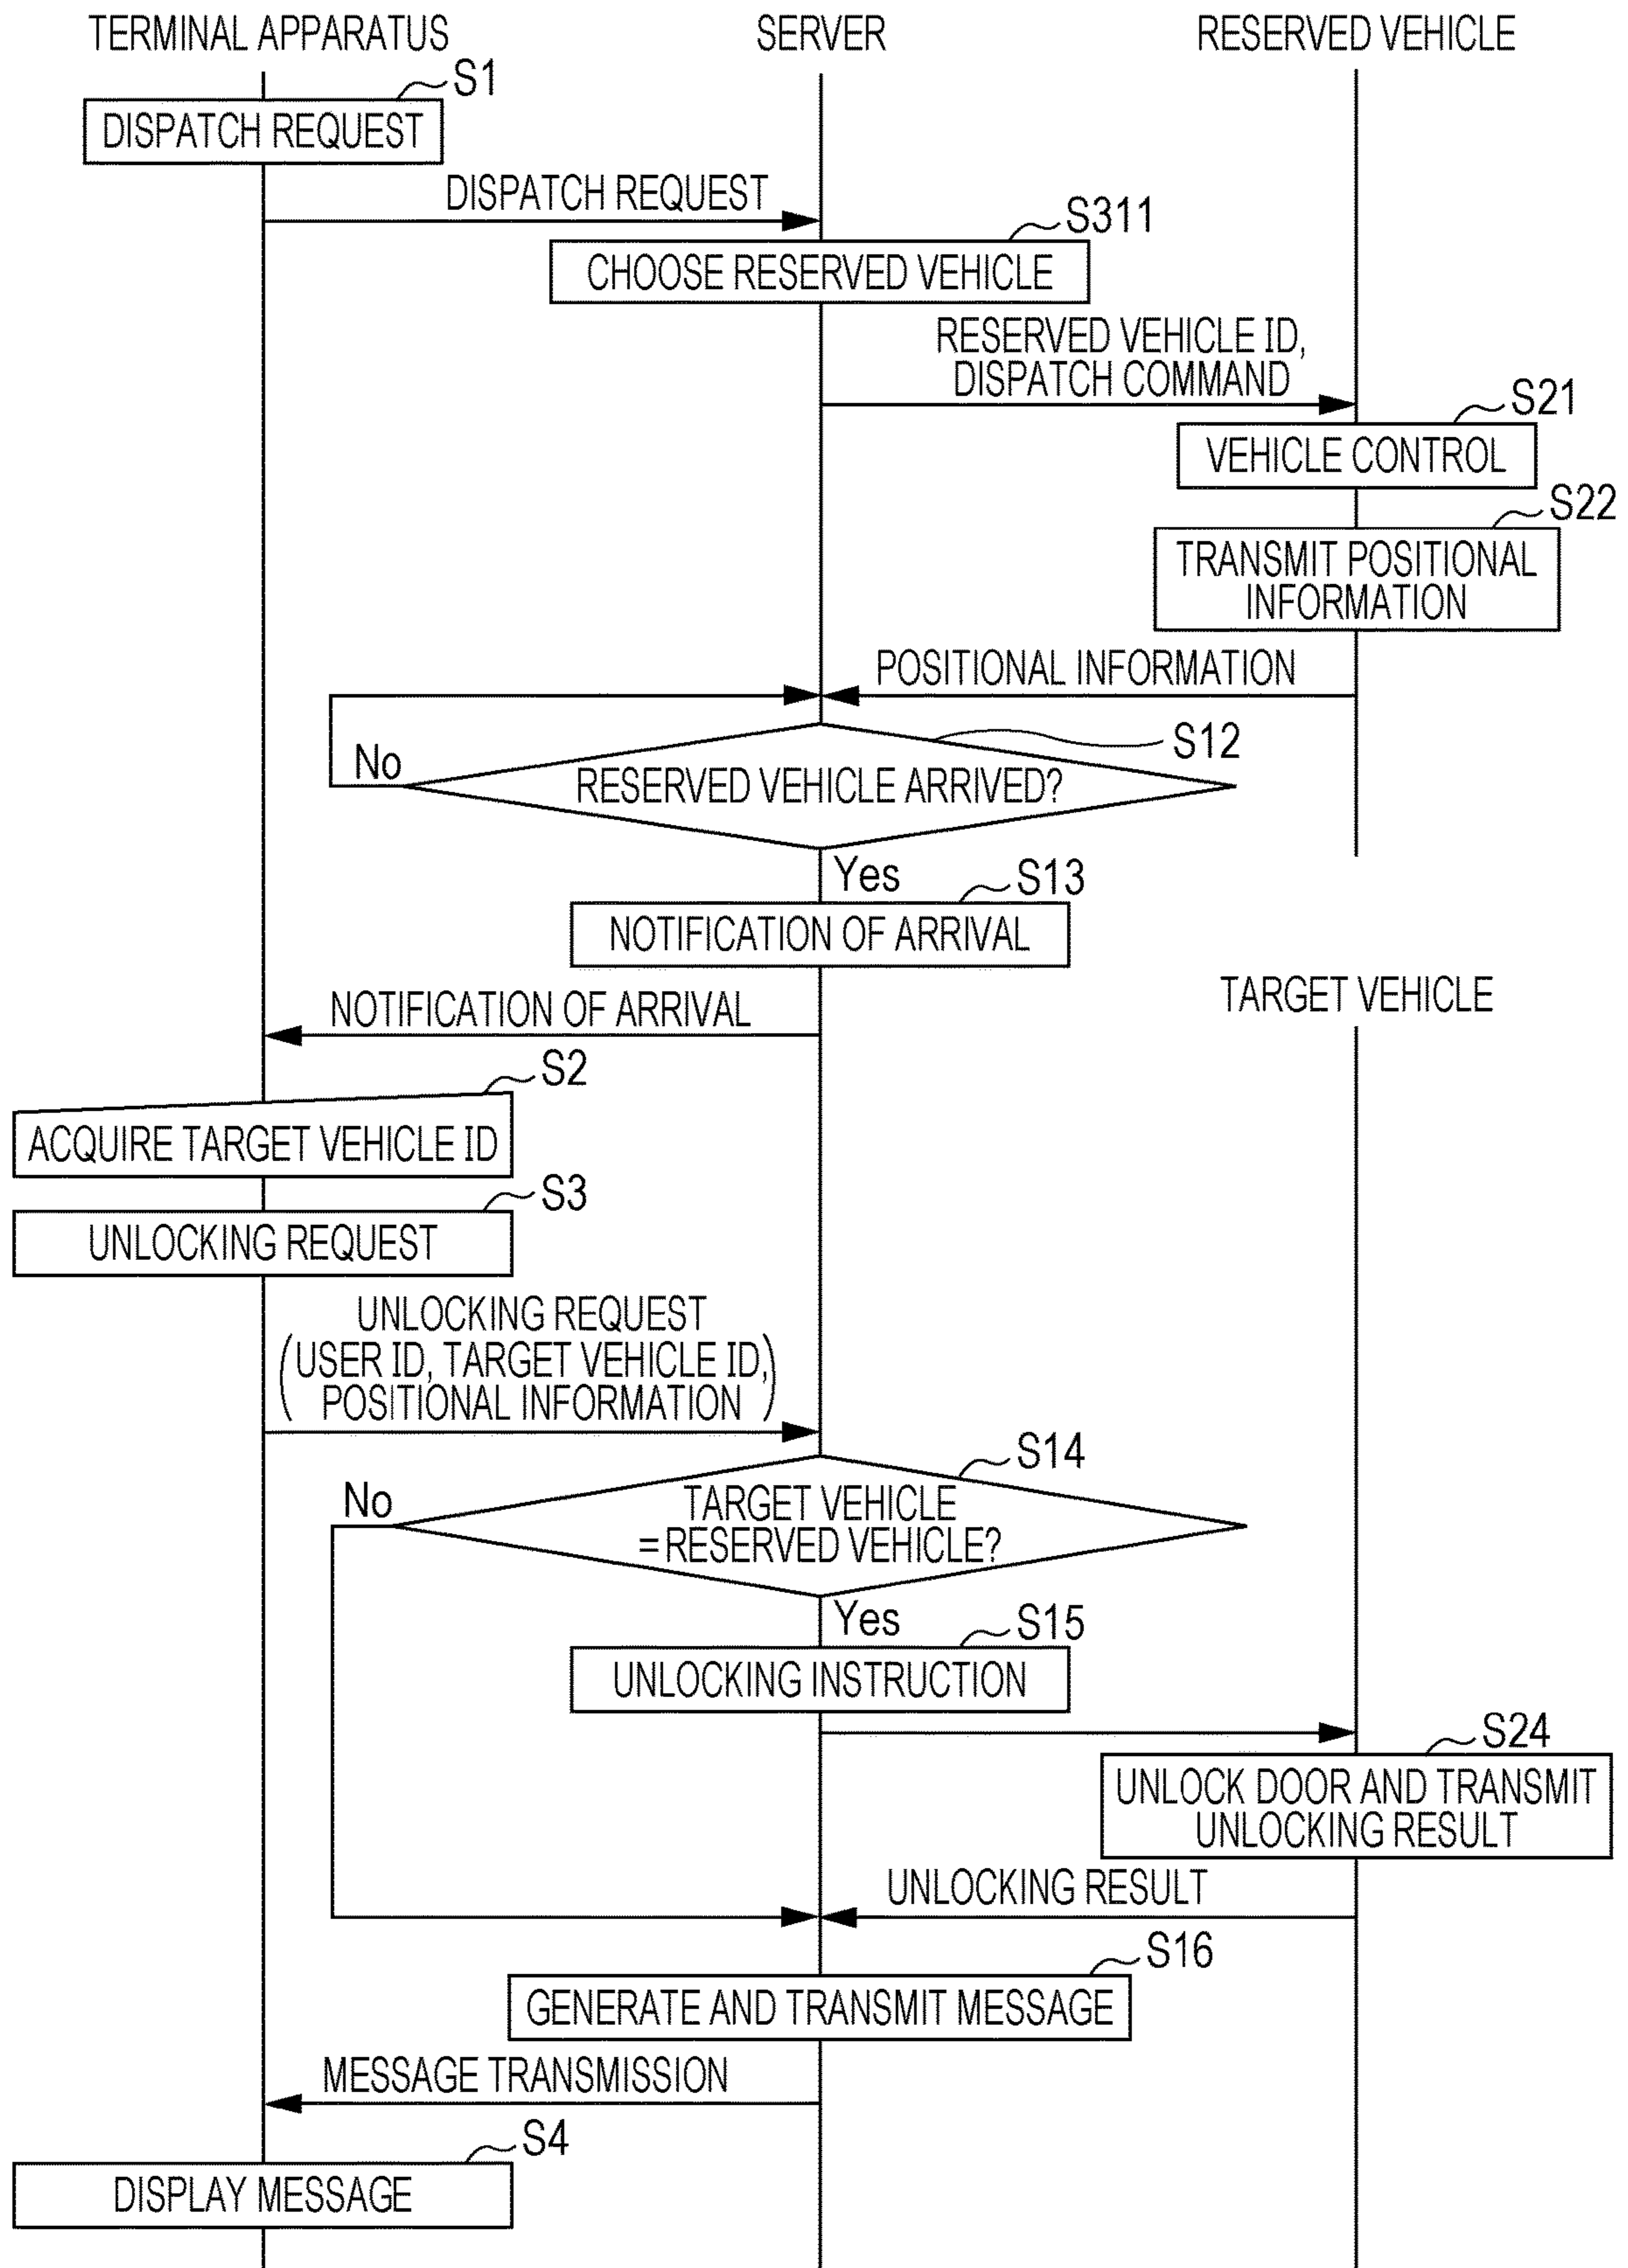 TERMINAL APPARATUS
SERVER
RESERVED VEHICLE
S1
DISPATCH REQUEST
DISPATCH REQUEST
S311
CHOOSE RESERVED VEHICLE
RESERVED VEHICLE ID,
DISPATCH COMMAND
S21
VEHICLE CONTROL
S22
TRANSMIT POSITIONAL
INFORMATION
POSITIONAL INFORMATION
S12
No
RESERVED VEHICLE ARRIVED?
Yes
S13
NOTIFICATION OF ARRIVAL
TARGET VEHICLE
NOTIFICATION OF ARRIVAL
S2
ACQUIRE TARGET VEHICLE ID
S3
UNLOCKING REQUEST
UNLOCKING REQUEST
(USER ID, TARGET VEHICLE ID,
POSITIONAL INFORMATION)
S14
No
TARGET VEHICLE
=RESERVED VEHICLE?
Yes
S15
UNLOCKING INSTRUCTION
S24
UNLOCK DOOR AND TRANSMIT
UNLOCKING RESULT
UNLOCKING RESULT
S16
GENERATE AND TRANSMIT MESSAGE
MESSAGE TRANSMISSION
S4
DISPLAY MESSAGE